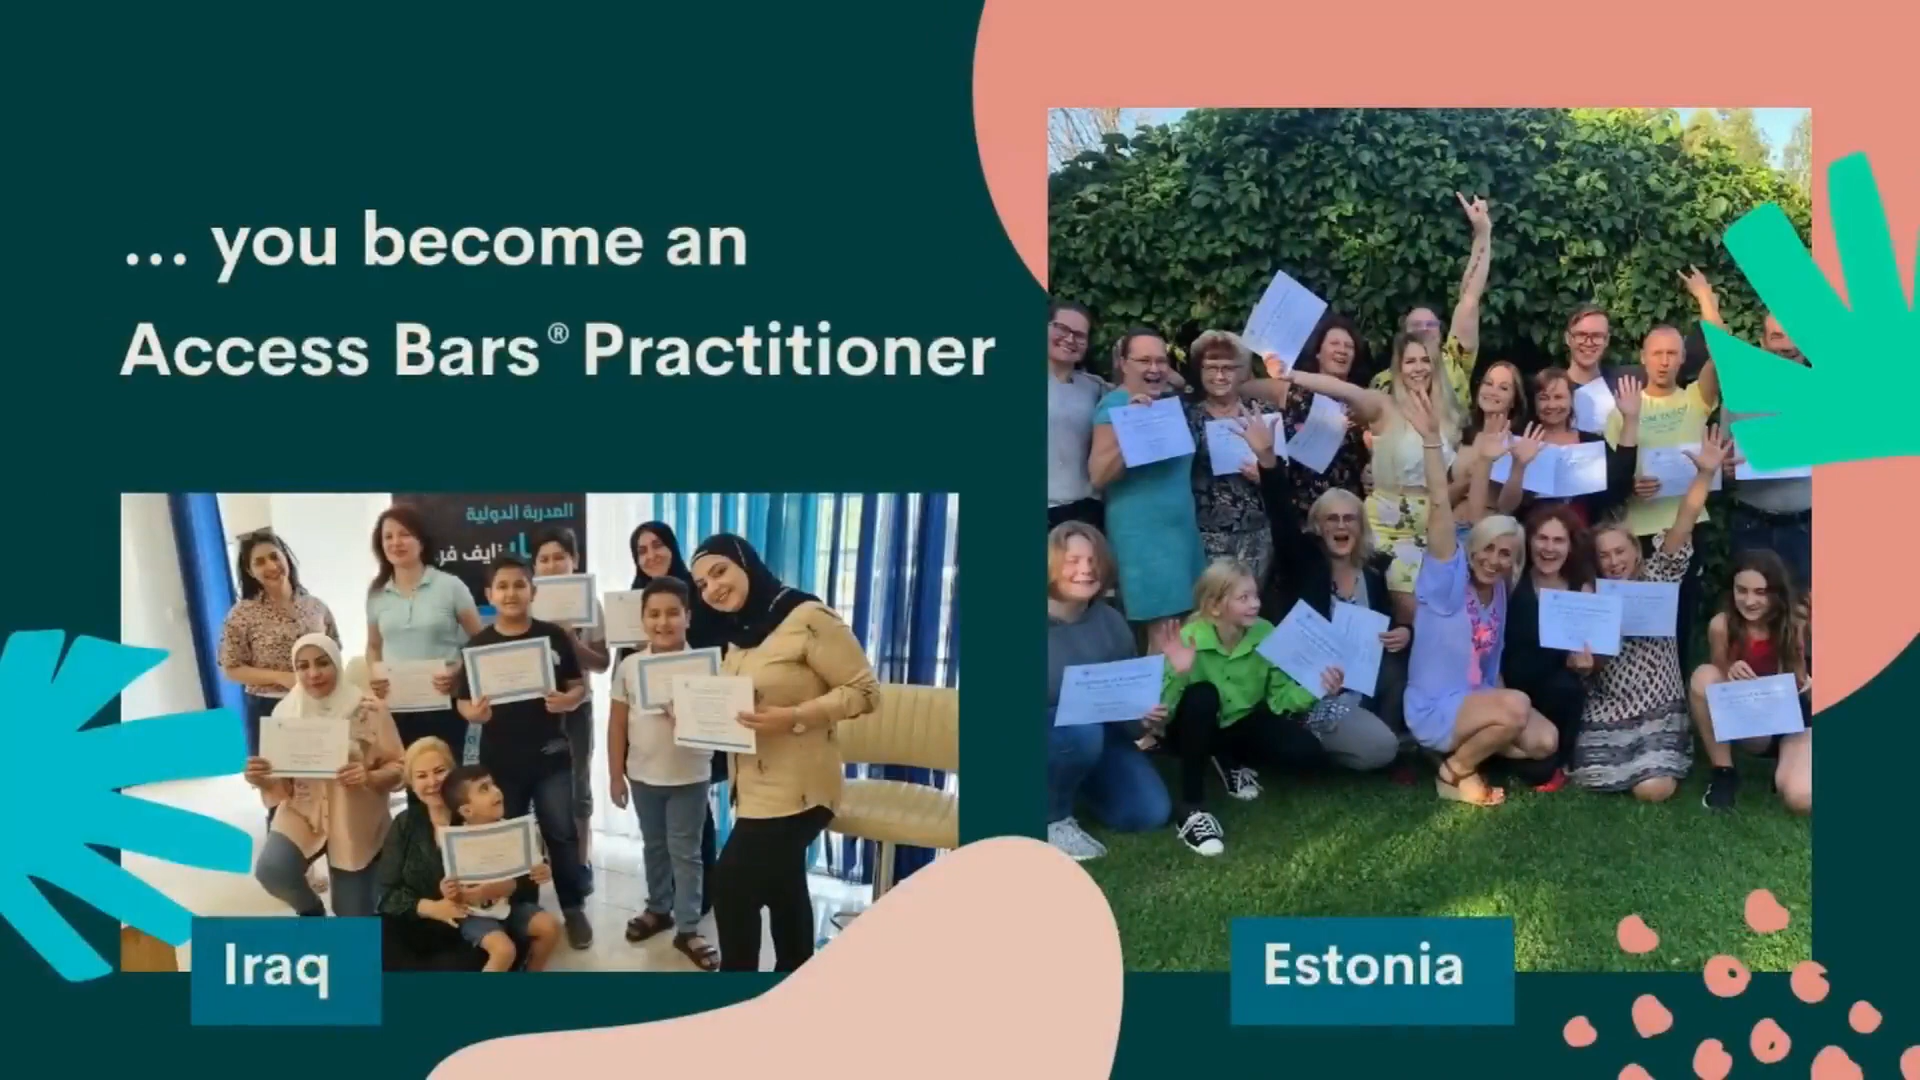 ... you become an
Access Bars® Practitioner
المدربة الدولية
Iraq
Estonia